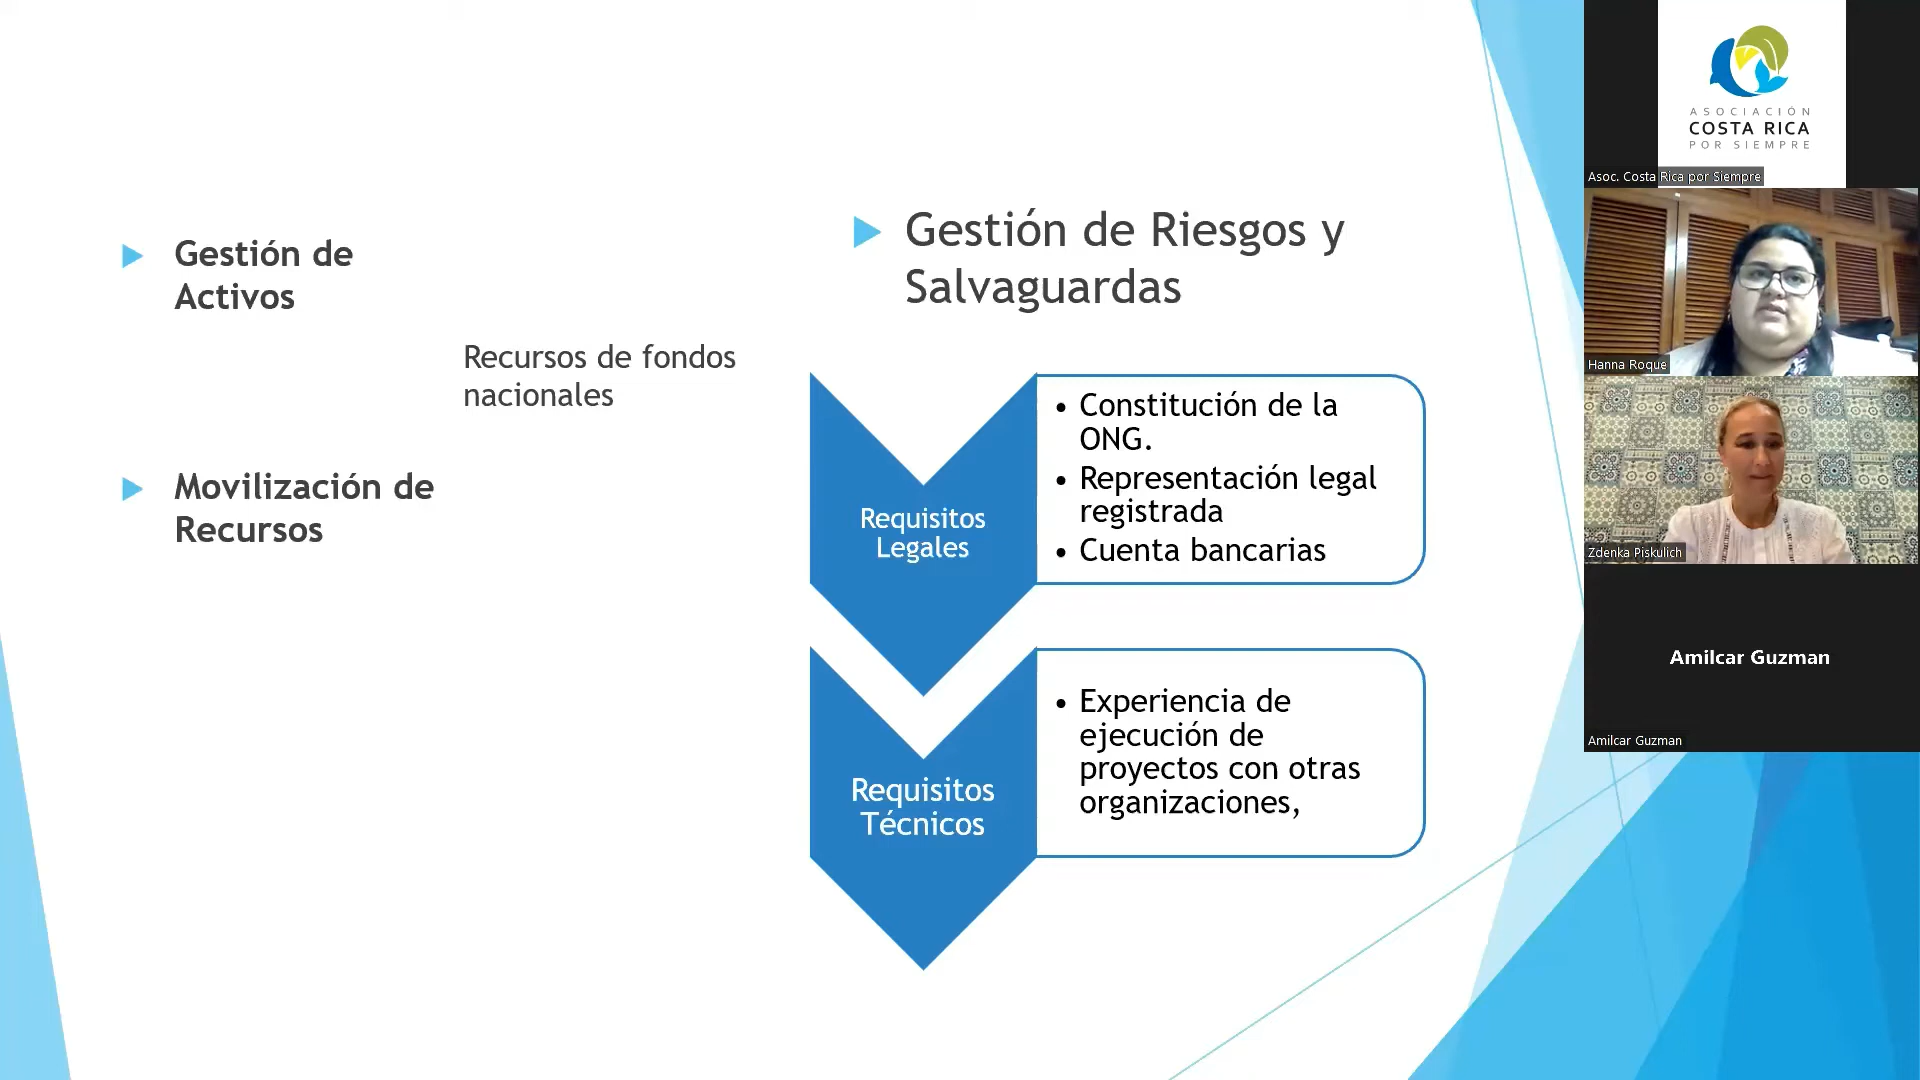 Gestión de
Activos
Recursos de fondos
nacionales
Movilización de
Recursos
Gestión de Riesgos y
Salvaguardas
Requisitos
Legales
• Constitución de la
ONG.
• Representación legal
registrada
• Cuenta bancarias
Requisitos
Técnicos
• Experiencia de
ejecución de
proyectos con otras
organizaciones,
ASOCIACIÓN
COSTA RICA
POR SIEMPRE
Asoc. Costa Rica por Siempre
Hanna Roque
Zdenka Piskulich
Amilcar Guzman
Amilcar Guzman